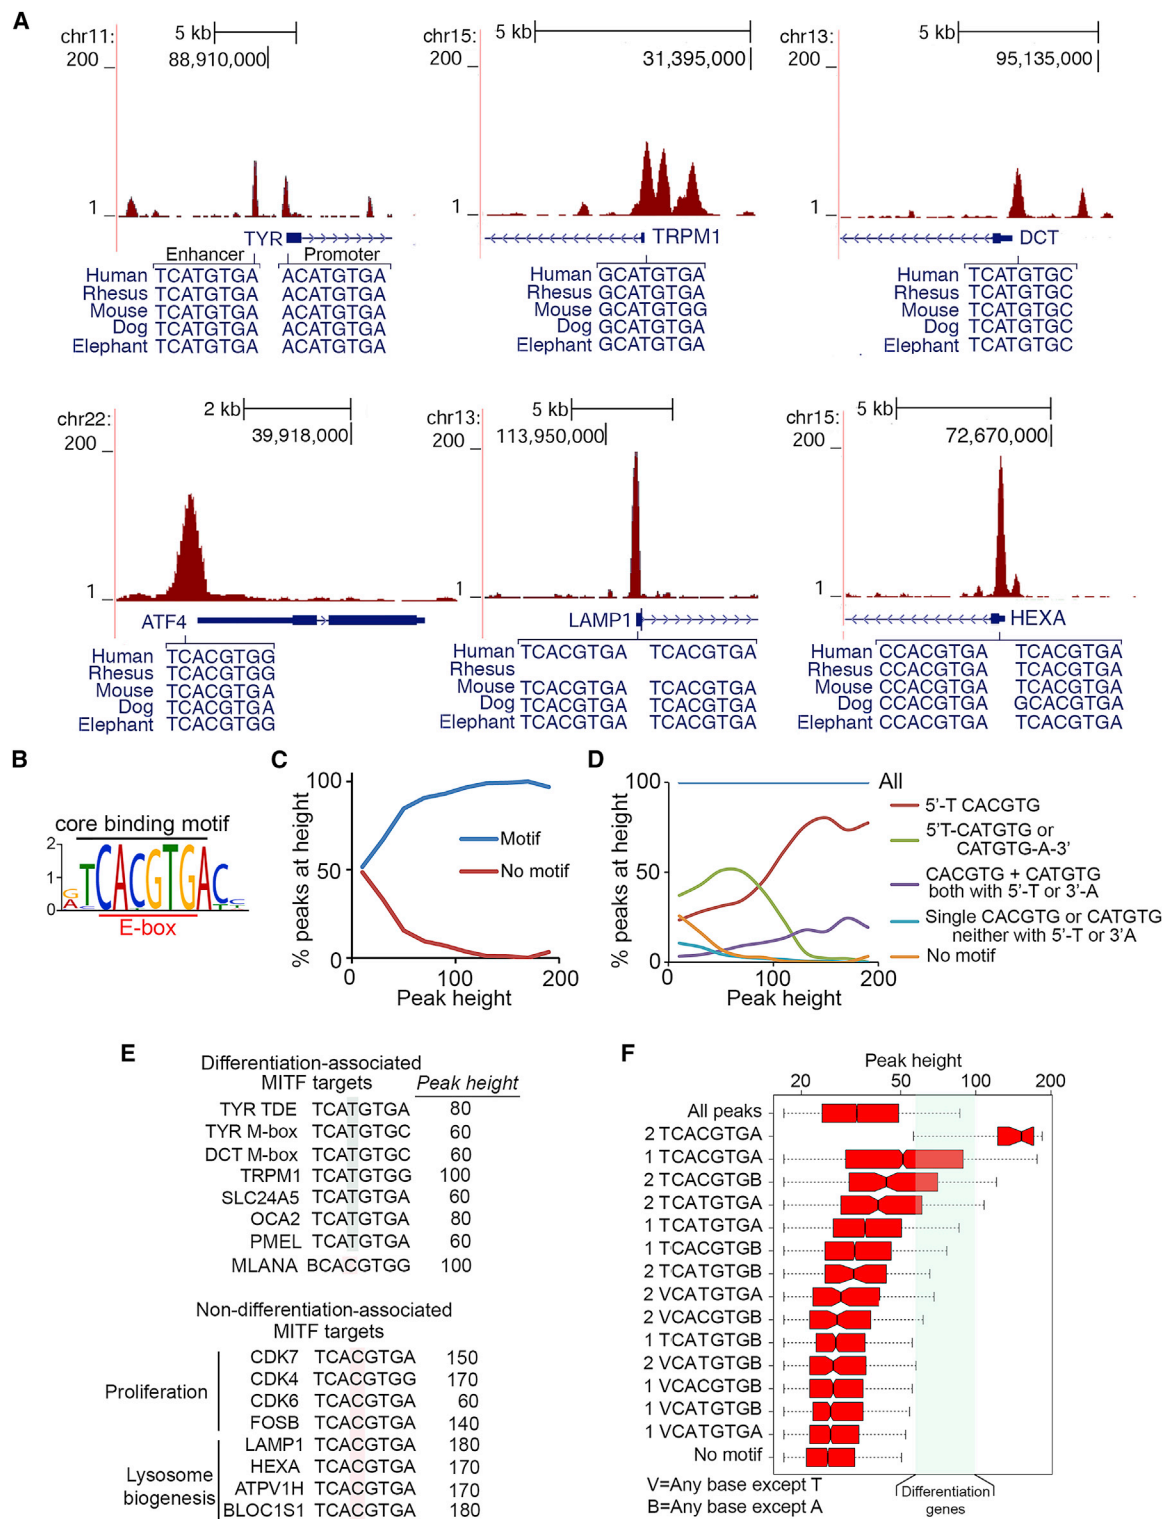 A
chr11:
5 kb
88,910,000
200
1
TYR
Enhancer
Promoter
Human TCATGTGA ACATGTGA
Rhesus TCATGTGA ACATGTGA
Mouse TCATGTGA ACATGTGA
Dog TCATGTGA ACATGTGA
Elephant TCATGTGA ACATGTGA
chr15:
5 kb
31,395,000
200
1
TRPM1
Human GCATGTGA
Rhesus GCATGTGA
Mouse GCATGTGG
Dog GCATGTGA
Elephant GCATGTGA
chr13:
5 kb
95,135,000
200
1
DCT
Human TCATGTGC
Rhesus TCATGTGC
Mouse TCATGTGC
Dog TCATGTGC
Elephant TCATGTGC
chr22:
2 kb
39,918,000
200
1
ATF4
Human TCACGTGG
Rhesus TCACGTGG
Mouse TCACGTGA
Dog TCACGTGA
Elephant TCACGTGG
chr13:
5 kb
113,950,000
200
1
LAMP1
Human TCACGTGA TCACGTGA
Rhesus
Mouse TCACGTGA TCACGTGA
Dog TCACGTGA TCACGTGA
Elephant TCACGTGA TCACGTGA
chr15:
5 kb
72,670,000
200
1
HEXA
Human CCACGTGA TCACGTGA
Rhesus CCACGTGA TCACGTGA
Mouse CCACGTGA TCACGTGA
Dog CCACGTGA GCACGTGA
Elephant CCACGTGA TCACGTGA
B
core binding motif
2
1
0
TCACGTGAC
E-box
C
% peaks at height
100
50
0
0 100 200
Peak height
Motif
No motif
D
% peaks at height
100
50
0
0 100 200
Peak height
All
5'-T CACGTG
5'T-CATGTG or
CATGTG-A-3'
CACGTG + CATGTG
both with 5'-T or 3'-A
Single CACGTG or CATGTG
neither with 5'-T or 3'A
No motif
E
Differentiation-associated
MITF targets Peak height
TYR TDE TCATGTGA 80
TYR M-box TCATGTGC 60
DCT M-box TCATGTGC 60
TRPM1 TCATGTGG 100
SLC24A5 TCATGTGA 60
OCA2 TCATGTGA 80
PMEL TCATGTGA 60
MLANA BCACGTGG 100
Non-differentiation-associated
MITF targets
Proliferation
CDK7 TCACGTGA 150
CDK4 TCACGTGG 170
CDK6 TCACGTGA 60
FOSB TCACGTGA 140
Lysosome
biogenesis
LAMP1 TCACGTGA 180
HEXA TCACGTGA 170
ATPV1H TCACGTGA 170
BLOC1S1 TCACGTGA 180
F
Peak height
20 50 100 200
All peaks
2 TCACGTGA
1 TCACGTGA
2 TCACGTGB
2 TCATGTGA
1 TCATGTGA
1 TCACGTGB
2 TCATGTGB
2 VCATGTGA
2 VCACGTGB
1 TCATGTGB
2 VCATGTGB
1 VCACGTGB
1 VCATGTGB
1 VCATGTGA
No motif
V=Any base except T
B=Any base except A
Differentiation
genes